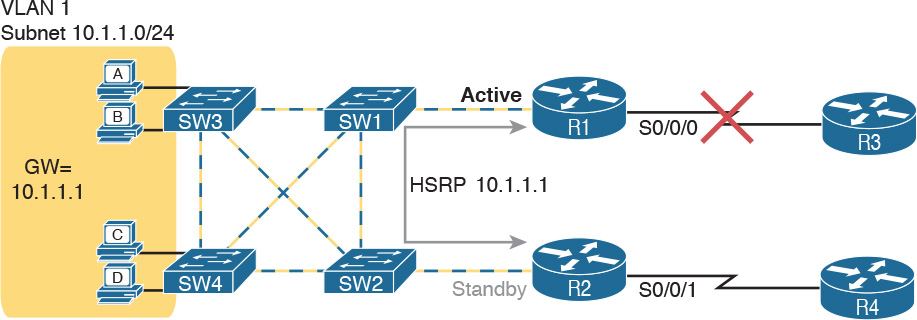 VLAN 1
Subnet 10.1.1.0/24
A
B
GW=
10.1.1.1
C
D
SW3
SW1
SW4
SW2
Active
HSRP 10.1.1.1
Standby
R1
S0/0/0
R3
R2
S0/0/1
R4